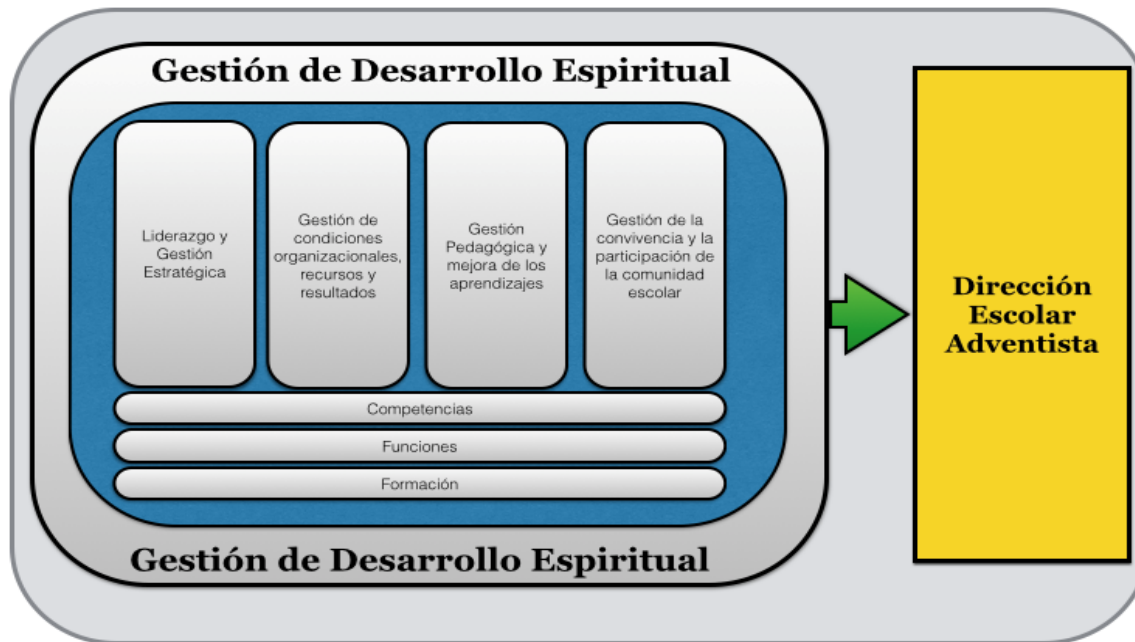 Gestión de Desarrollo Espiritual
Liderazgo y
Gestión
Estratégica
Gestión de
condiciones
organizacionales,
recursos y
resultados
Gestión
Pedagógica y
mejora de los
aprendizajes
Gestión de la
convivencia y la
participación de
la comunidad
escolar
Competencias
Funciones
Formación
Gestión de Desarrollo Espiritual
Dirección
Escolar
Adventista